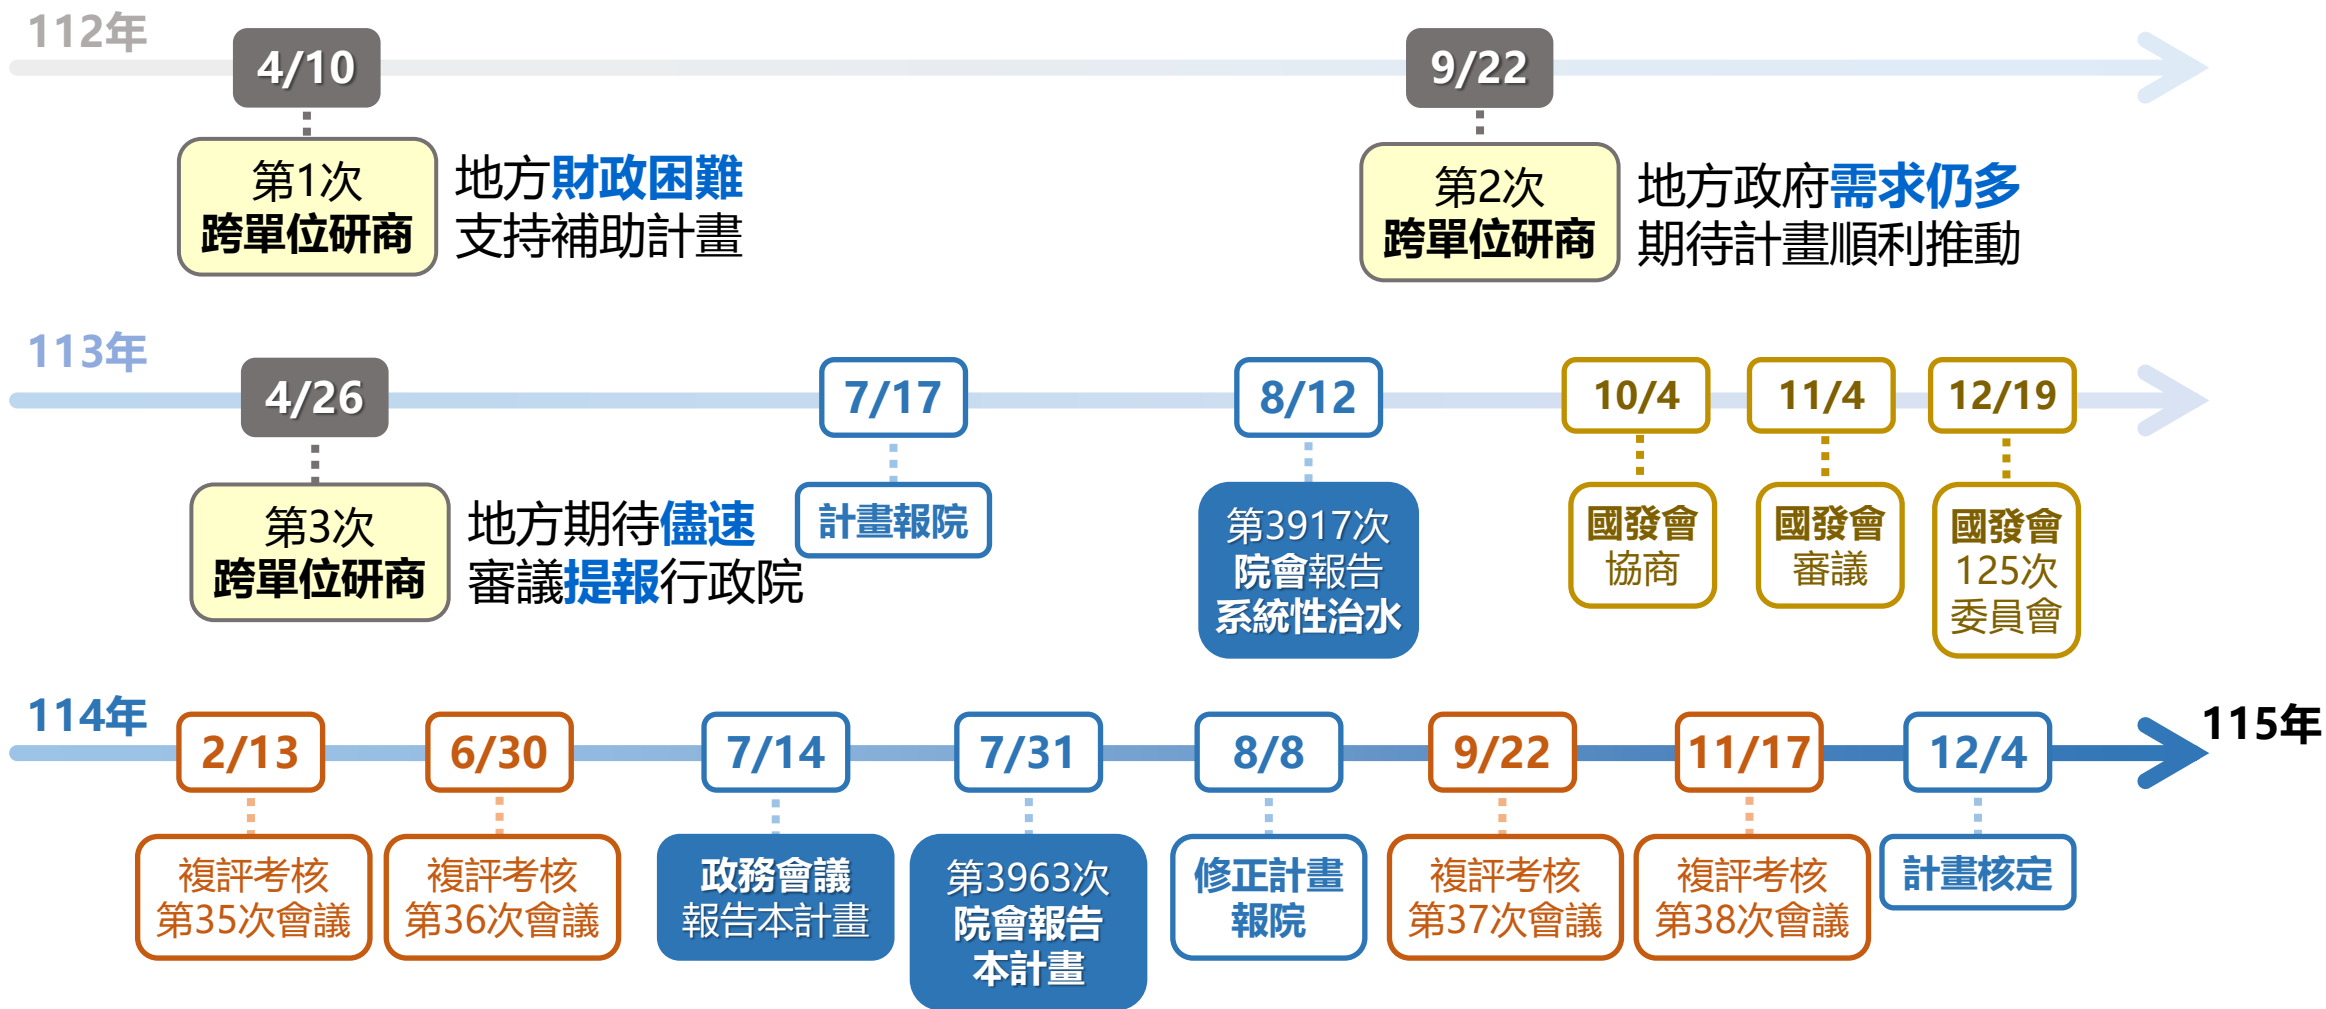 112年
4/10
9/22
第1次
跨單位研商
地方財政困難
支持補助計畫
第2次
跨單位研商
地方政府需求仍多
期待計畫順利推動
113年
4/26
7/17
8/12
10/4
11/4
12/19
第3次
跨單位研商
地方期待儘速
審議提報行政院
計畫報院
第3917次
院會報告
系統性治水
國發會
協商
國發會
審議
國發會
125次
委員會
114年
2/13
6/30
7/14
7/31
8/8
9/22
11/17
12/4
115年
複評考核
第35次會議
複評考核
第36次會議
政務會議
報告本計畫
第3963次
院會報告
本計畫
修正計畫
報院
複評考核
第37次會議
複評考核
第38次會議
計畫核定